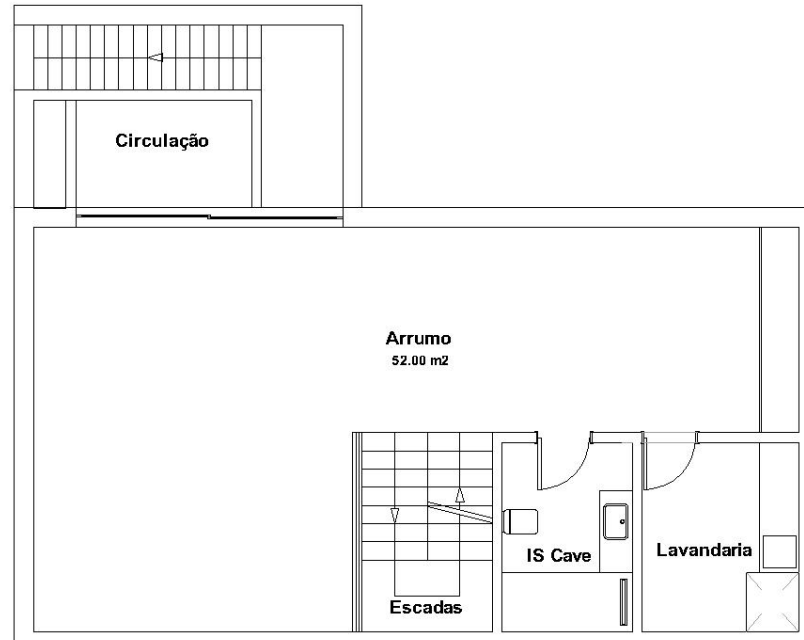 Circulação
Arrumo
52.00 m2
IS Cave
Lavandaria
Escadas